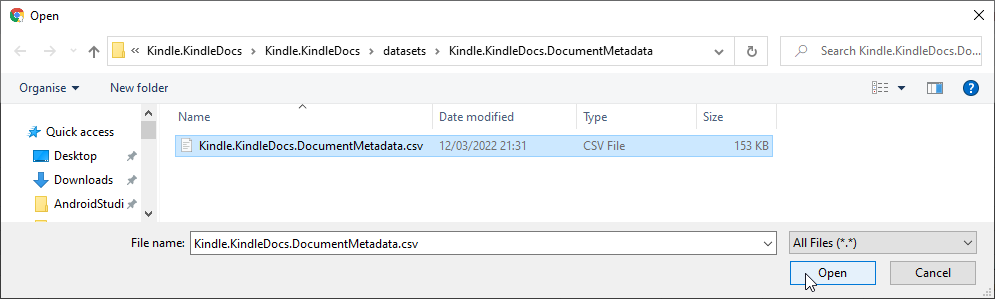 Open
« Kindle.KindleDocs > Kindle.KindleDocs > datasets > Kindle.KindleDocs.DocumentMetadata
Search Kindle.KindleDocs.Do...
Organise
New folder
?
Name
Date modified
Type
Size
Quick access
Desktop
Downloads
AndroidStudi
Kindle.KindleDocs.DocumentMetadata.csv
12/03/2022 21:31
CSV File
153 KB
File name:
Kindle.KindleDocs.DocumentMetadata.csv
All Files (*.*)
Open
Cancel